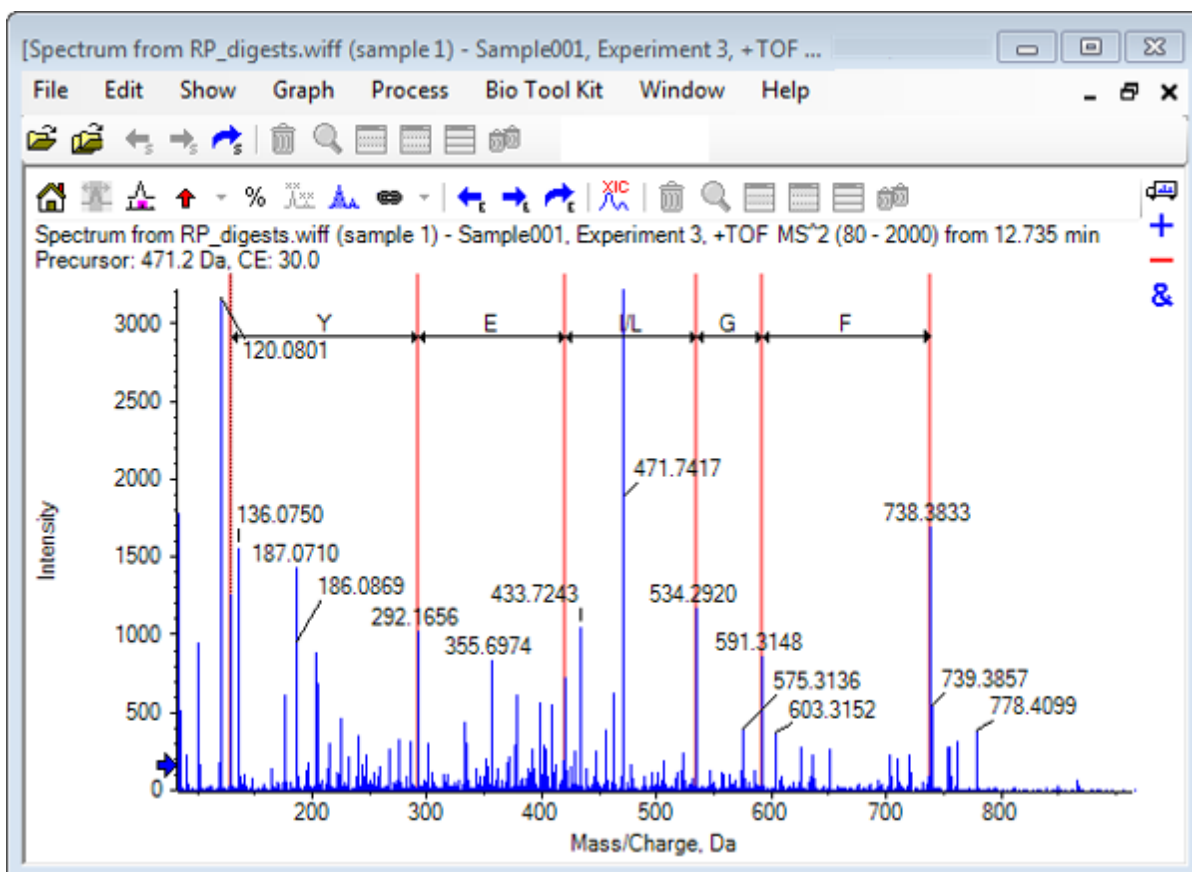 [Spectrum from RP_digests.wiff (sample 1) - Sample001, Experiment 3, +TOF ...
File Edit Show Graph Process Bio Tool Kit Window Help
s s s
% XIC
E E E
Spectrum from RP_digests.wiff (sample 1) - Sample001, Experiment 3, +TOF MS^2 (80 - 2000) from 12.735 min
Precursor: 471.2 Da, CE: 30.0
+
&
Y E I/L G F
120.0801
136.0750
187.0710
186.0869
292.1656
355.6974
433.7243
471.7417
534.2920
591.3148
575.3136
603.3152
738.3833
739.3857
778.4099
Intensity
3000
2500
2000
1500
1000
500
0
200 300 400 500 600 700 800
Mass/Charge, Da